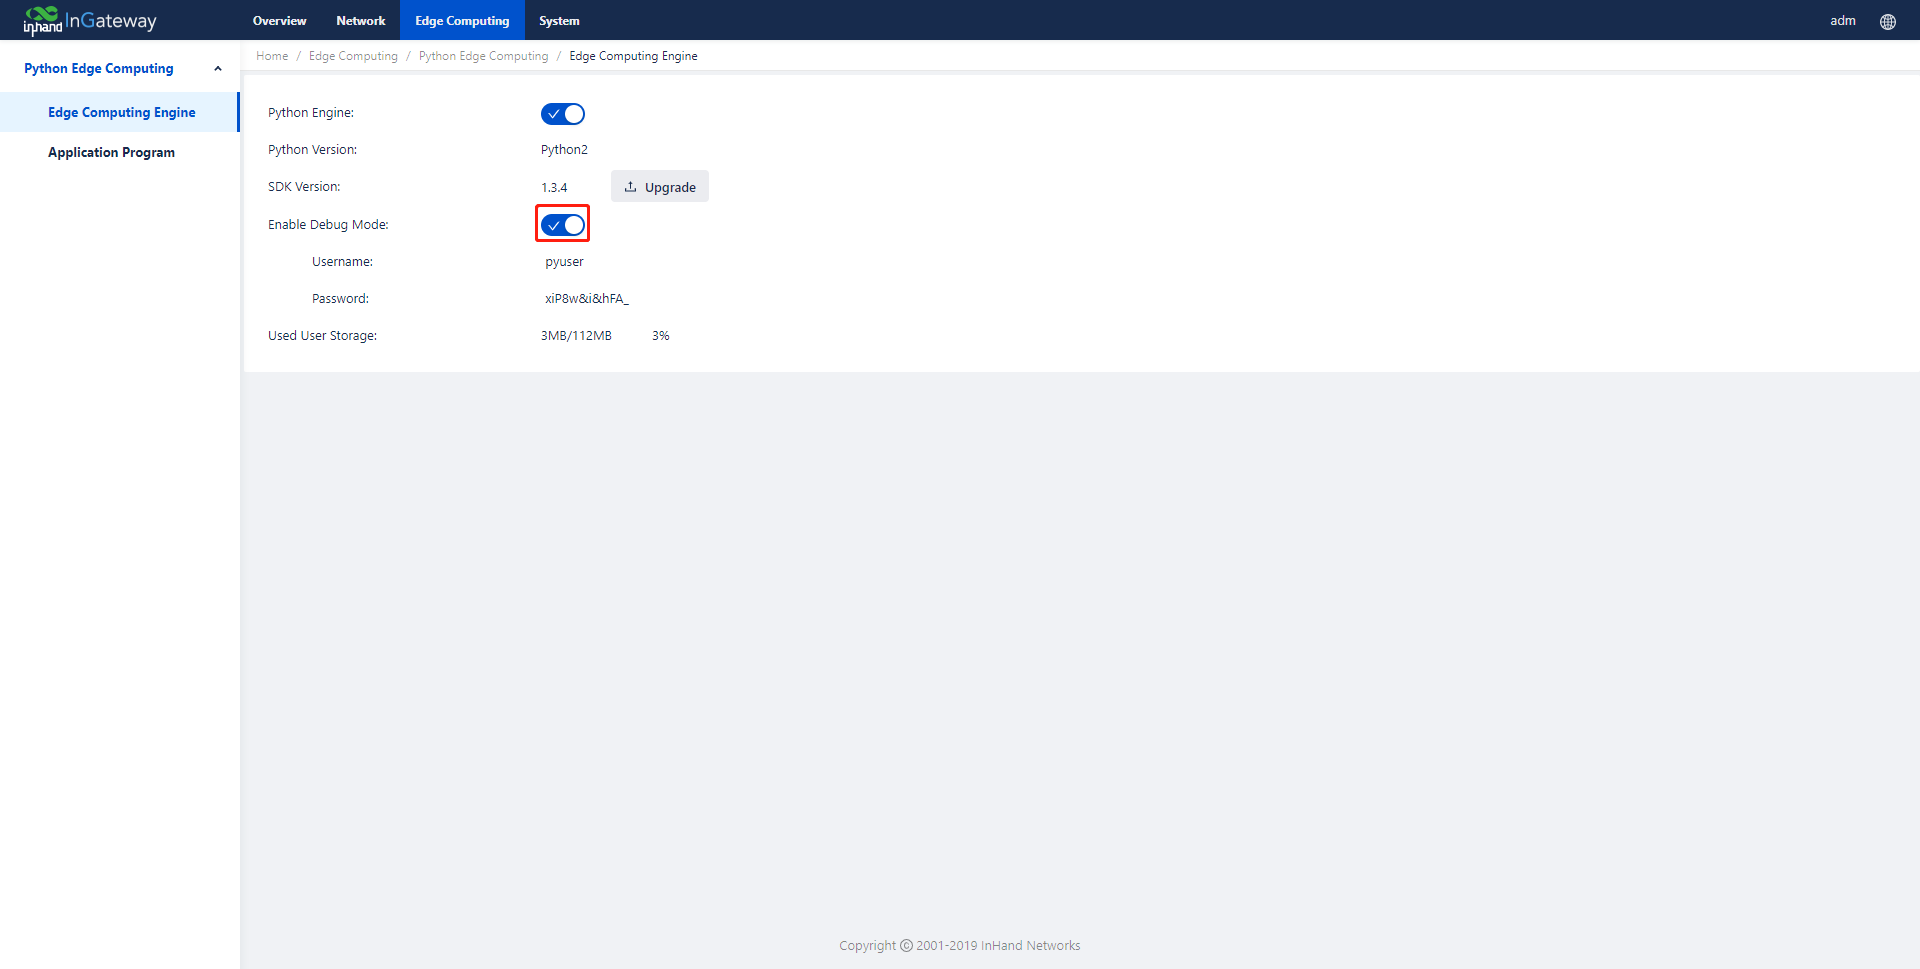 inhand InGateway Overview Network Edge Computing System adm
Python Edge Computing
Home / Edge Computing / Python Edge Computing / Edge Computing Engine
Edge Computing Engine
Application Program
Python Engine:
Python Version: Python2
SDK Version: 1.3.4 Upgrade
Enable Debug Mode:
Username: pyuser
Password: xiP8w&i&hFA_
Used User Storage: 3MB/112MB 3%
Copyright © 2001-2019 InHand Networks